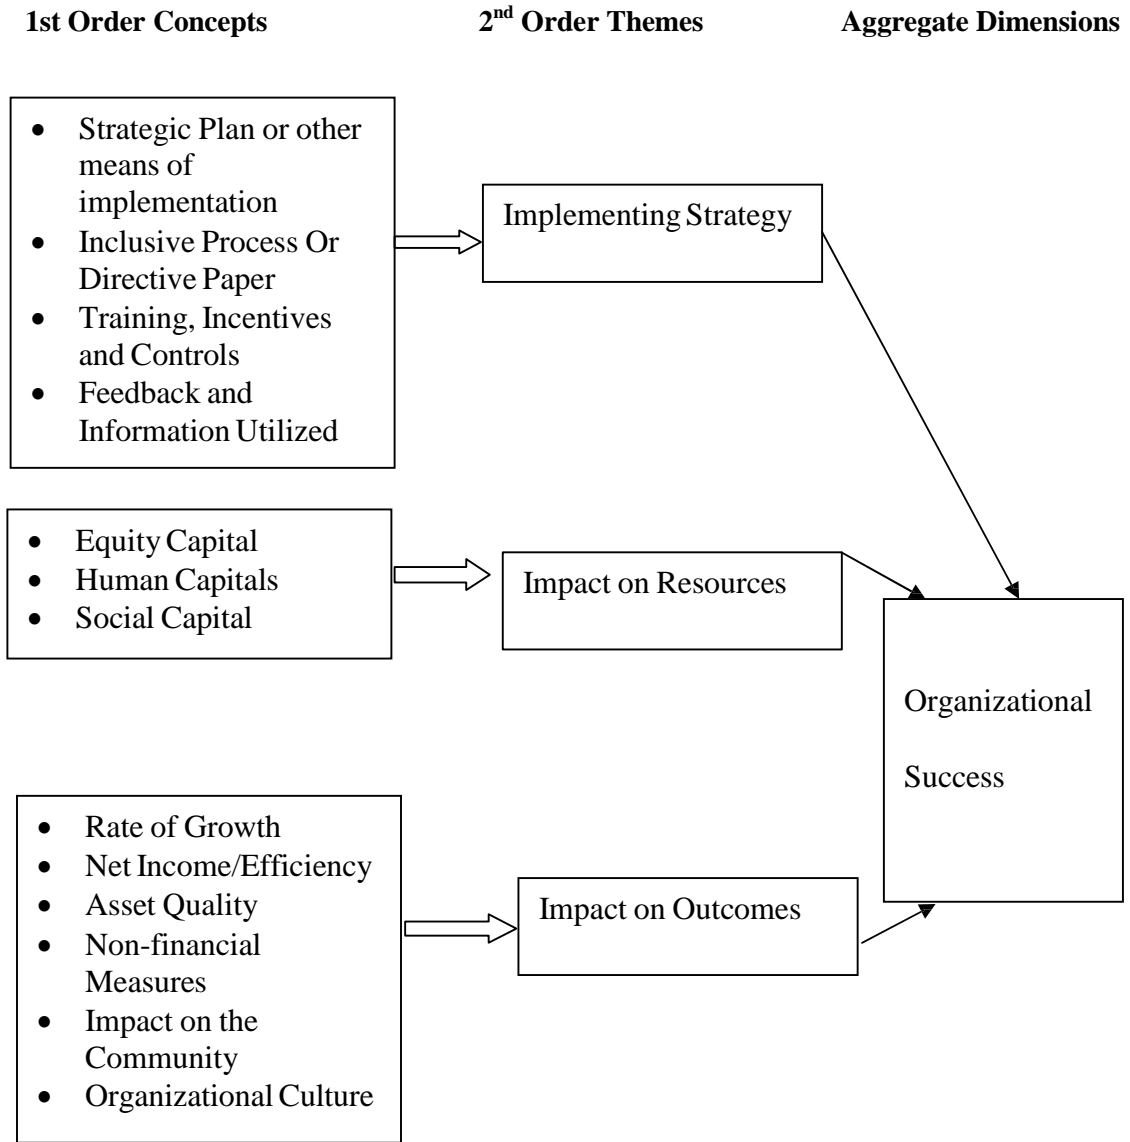 1st Order Concepts
2nd Order Themes
Aggregate Dimensions
• Strategic Plan or other
means of
implementation
• Inclusive Process Or
Directive Paper
• Training, Incentives
and Controls
• Feedback and
Information Utilized
Implementing Strategy
• Equity Capital
• Human Capitals
• Social Capital
Impact on Resources
Organizational
Success
• Rate of Growth
• Net Income/Efficiency
• Asset Quality
• Non-financial
Measures
• Impact on the
Community
• Organizational Culture
Impact on Outcomes